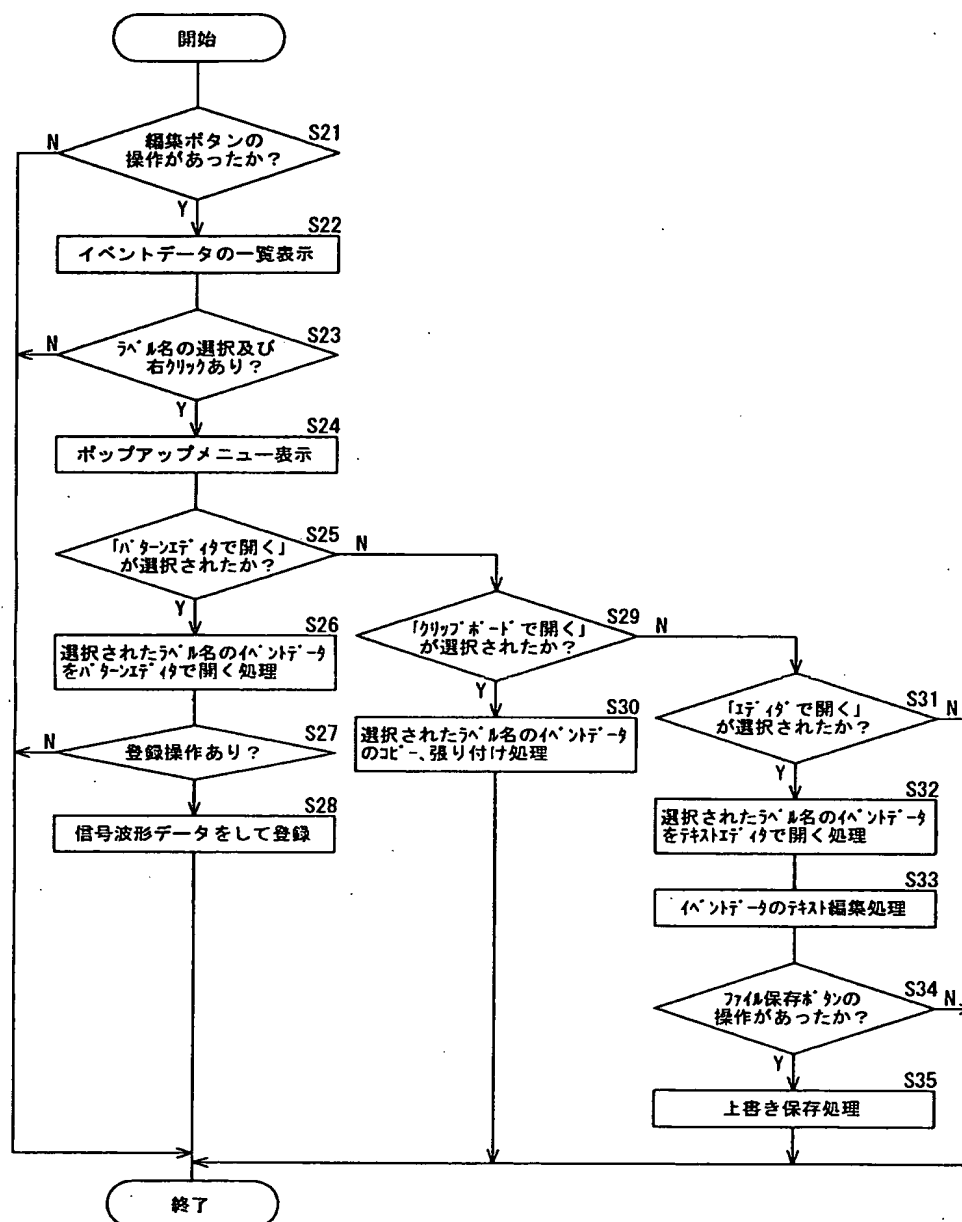 開始
S21
編集ボタンの
操作があったか？
N
Y
S22
イベントデータの一覧表示
S23
ﾗﾍﾞﾙ名の選択及び
右ｸﾘｯｸあり？
N
Y
S24
ポップアップメニュー表示
S25
「ﾊﾟﾀｰﾝｴﾃﾞｨﾀで開く」
が選択されたか？
N
Y
S26
選択されたﾗﾍﾞﾙ名のｲﾍﾞﾝﾄﾃﾞｰﾀ
をﾊﾟﾀｰﾝｴﾃﾞｨﾀで開く処理
S27
登録操作あり？
N
S28
信号波形データをして登録
S29
「ｸﾘｯﾌﾟﾎﾞｰﾄﾞで開く」
が選択されたか？
N
Y
S30
選択されたﾗﾍﾞﾙ名のｲﾍﾞﾝﾄﾃﾞｰﾀ
のｺﾋﾟｰ、張り付け処理
S31
「ｴﾃﾞｨﾀﾞで開く」
が選択されたか？
N
Y
S32
選択されたﾗﾍﾞﾙ名のｲﾍﾞﾝﾄﾃﾞｰﾀ
をﾃｷｽﾄｴﾃﾞｨﾀで開く処理
S33
ｲﾍﾞﾝﾄﾃﾞｰﾀのﾃｷｽﾄ編集処理
S34
ﾌｧｲﾙ保存ﾎﾞﾀﾝの
操作があったか？
N
Y
S35
上書き保存処理
終了